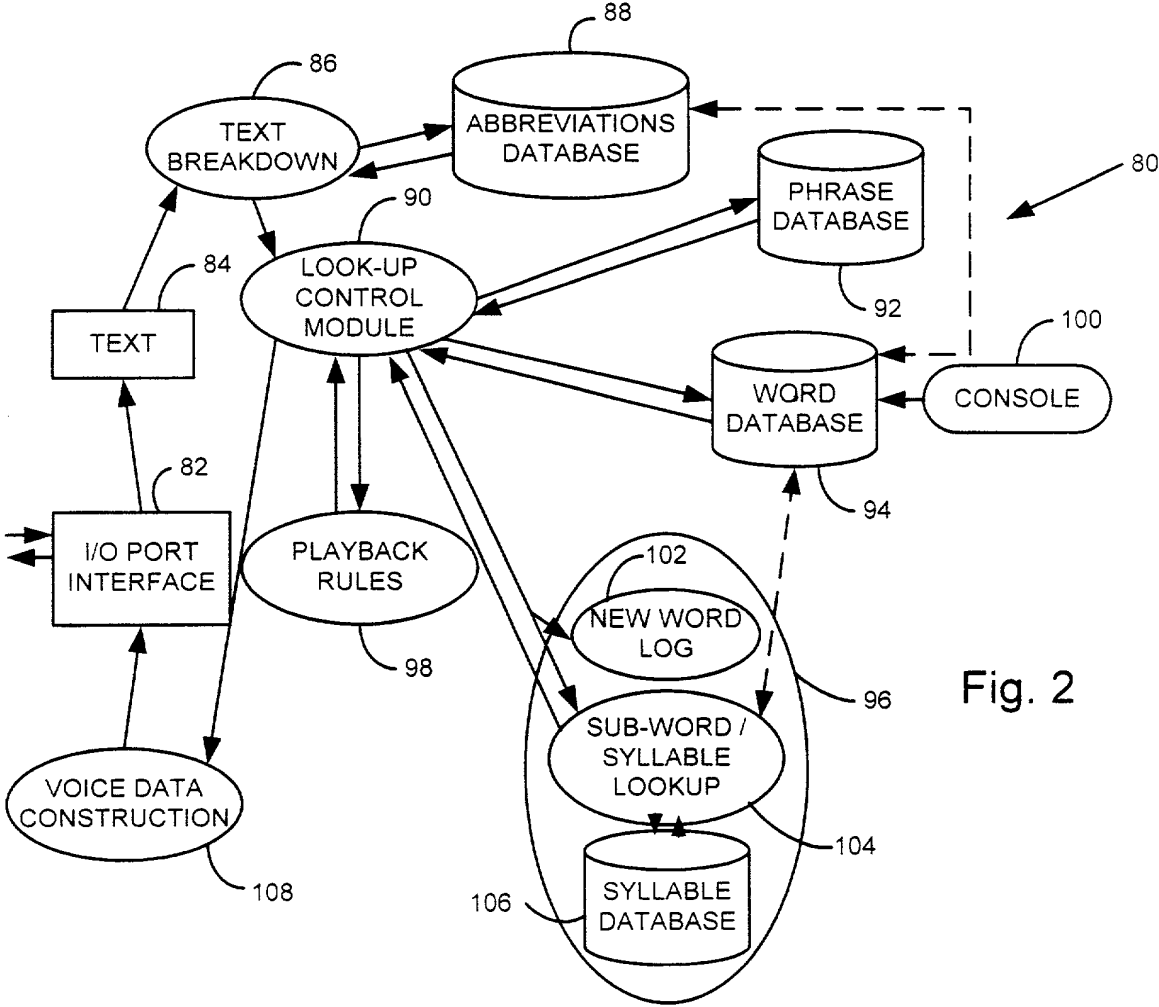 88
86
TEXT
BREAKDOWN
ABBREVIATIONS
DATABASE
80
PHRASE
DATABASE
90
84
LOOK-UP
CONTROL
MODULE
92
100
TEXT
WORD
DATABASE
CONSOLE
82
94
I/O PORT
INTERFACE
PLAYBACK
RULES
102
NEW WORD
LOG
98
96
Fig. 2
SUB-WORD /
SYLLABLE
LOOKUP
VOICE DATA
CONSTRUCTION
104
108
106
SYLLABLE
DATABASE